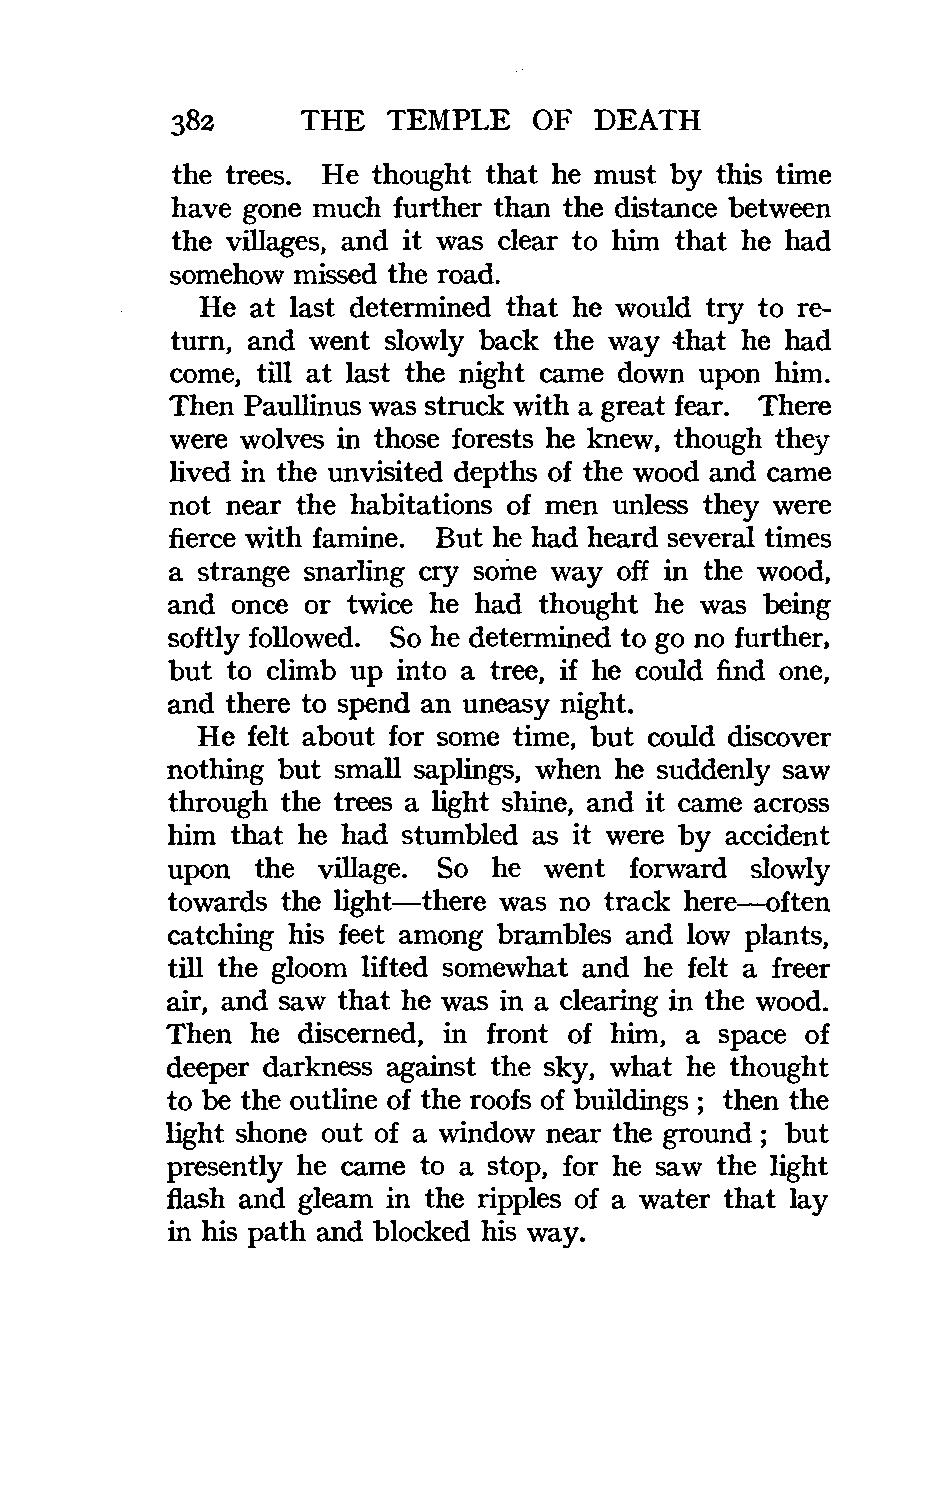 382 THE TEMPLE OF DEATH
the trees. He thought that he must by this time
have gone much further than the distance between
the villages, and it was clear to him that he had
somehow missed the road.
He at last determined that he would try to re-
turn, and went slowly back the way that he had
come, till at last the night came down upon him.
Then Paullinus was struck with a great fear. There
were wolves in those forests he knew, though they
lived in the unvisited depths of the wood and came
not near the habitations of men unless they were
fierce with famine. But he had heard several times
a strange snarling cry some way off in the wood,
and once or twice he had thought he was being
softly followed. So he determined to go no further,
but to climb up into a tree, if he could find one,
and there to spend an uneasy night.
He felt about for some time, but could discover
nothing but small saplings, when he suddenly saw
through the trees a light shine, and it came across
him that he had stumbled as it were by accident
upon the village. So he went forward slowly
towards the light—there was no track here—often
catching his feet among brambles and low plants,
till the gloom lifted somewhat and he felt a freer
air, and saw that he was in a clearing in the wood.
Then he discerned, in front of him, a space of
deeper darkness against the sky, what he thought
to be the outline of the roofs of buildings ; then the
light shone out of a window near the ground ; but
presently he came to a stop, for he saw the light
flash and gleam in the ripples of a water that lay
in his path and blocked his way.